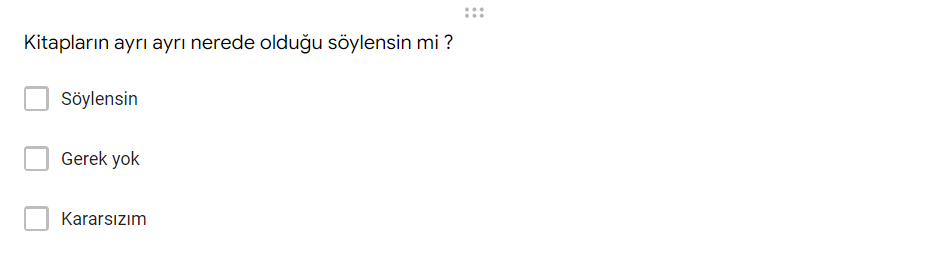 Kitapların ayrı ayrı nerede olduğu söylensin mi ?
Söylensin
Gerek yok
Kararsızım